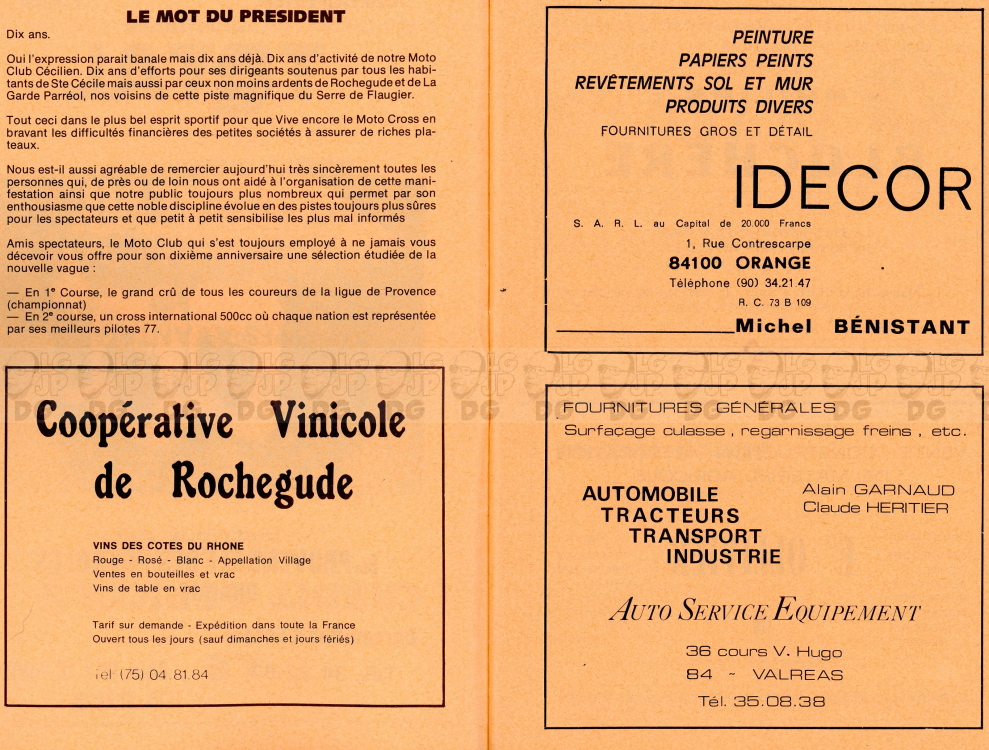 LE MOT DU PRESIDENT
Dix ans.
Oui l'expression parait banale mais dix ans déjà. Dix ans d'activité de notre Moto
Club Cécilien. Dix ans d'efforts pour ses dirigeants soutenus par tous les habi-
tants de Ste Cécile mais aussi par ceux non moins ardents de Rochegude et de La
Garde Parréol, nos voisins de cette piste magnifique du Serre de Flaugier.
Tout ceci dans le plus bel esprit sportif pour que Vive encore le Moto Cross en
bravant les difficultés financières des petites sociétés à assurer de riches pla-
teaux.
Nous est-il aussi agréable de remercier aujourd'hui très sincèrement toutes les
personnes qui, de près ou de loin nous ont aidé à l'organisation de cette mani-
festation ainsi que notre public toujours plus nombreux qui permet par son
enthousiasme que cette noble discipline évolue en des pistes toujours plus sûres
pour les spectateurs et que petit à petit sensibilise les plus mal informés
Amis spectateurs, le Moto Club qui s'est toujours employé à ne jamais vous
décevoir vous offre pour son dixième anniversaire une sélection étudiée de la
nouvelle vague :
— En 1e Course, le grand crû de tous les coureurs de la ligue de Provence
(championnat)
— En 2e course, un cross international 500cc où chaque nation est représentée
par ses meilleurs pilotes 77.
Coopérative Vinicole
de Rochegude
VINS DES COTES DU RHONE
Rouge - Rosé - Blanc - Appellation Village
Ventes en bouteilles et vrac
Vins de table en vrac
Tarif sur demande - Expédition dans toute la France
Ouvert tous les jours (sauf dimanches et jours fériés)
Tel: (75) 04.81.84
PEINTURE
PAPIERS PEINTS
REVÊTEMENTS SOL ET MUR
PRODUITS DIVERS
FOURNITURES GROS ET DÉTAIL
IDECOR
S. A. R. L. au Capital de 20.000 Francs
1, Rue Contrescarpe
84100 ORANGE
Téléphone (90) 34.21.47
R. C. 73 B 109
Michel BÉNISTANT
FOURNITURES GÉNÉRALES
Surfaçage culasse, regarnissage freins, etc.
AUTOMOBILE
TRACTEURS
TRANSPORT
INDUSTRIE
Alain GARNAUD
Claude HERITIER
AUTO SERVICE EQUIPEMENT
36 cours V. Hugo
84 ~ VALREAS
Tél. 35.08.38